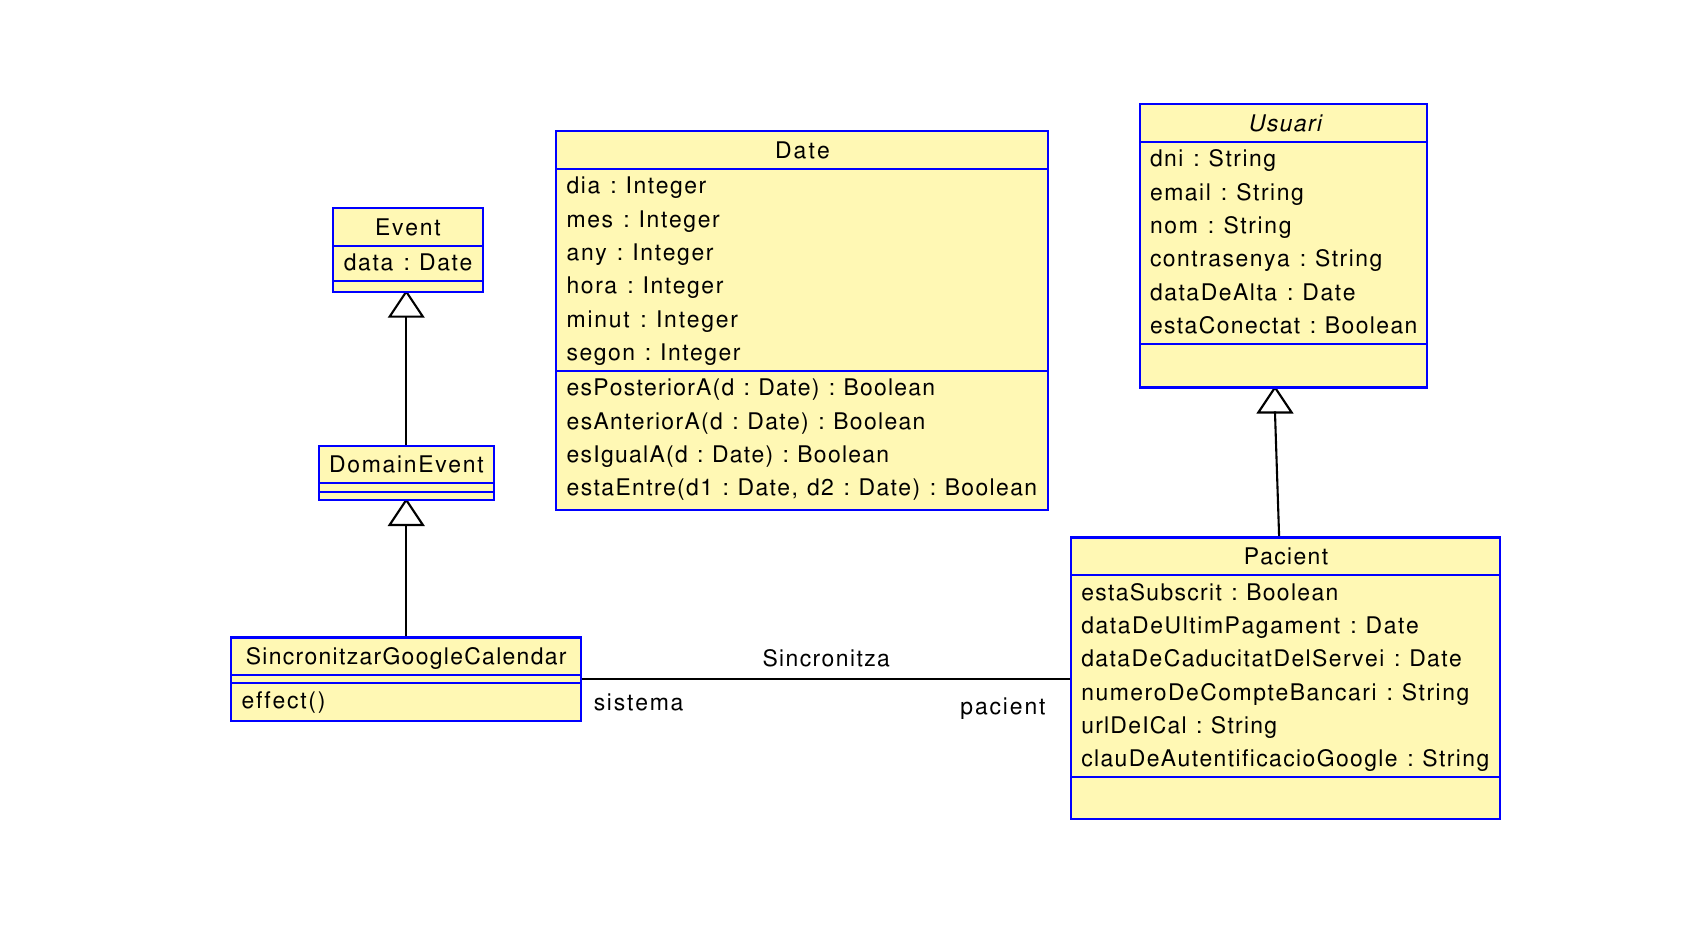 Event
data : Date
DomainEvent
SincronitzarGoogleCalendar
effect()
Date
dia : Integer
mes : Integer
any : Integer
hora : Integer
minut : Integer
segon : Integer
esPosteriorA(d : Date) : Boolean
esAnteriorA(d : Date) : Boolean
esIgualA(d : Date) : Boolean
estaEntre(d1 : Date, d2 : Date) : Boolean
Sincronitza
sistema
pacient
Usuari
dni : String
email : String
nom : String
contrasenya : String
dataDeAlta : Date
estaConectat : Boolean
Pacient
estaSubscrit : Boolean
dataDeUltimPagament : Date
dataDeCaducitatDelServei : Date
numeroDeCompteBancari : String
urlDeICal : String
clauDeAutentificacioGoogle : String